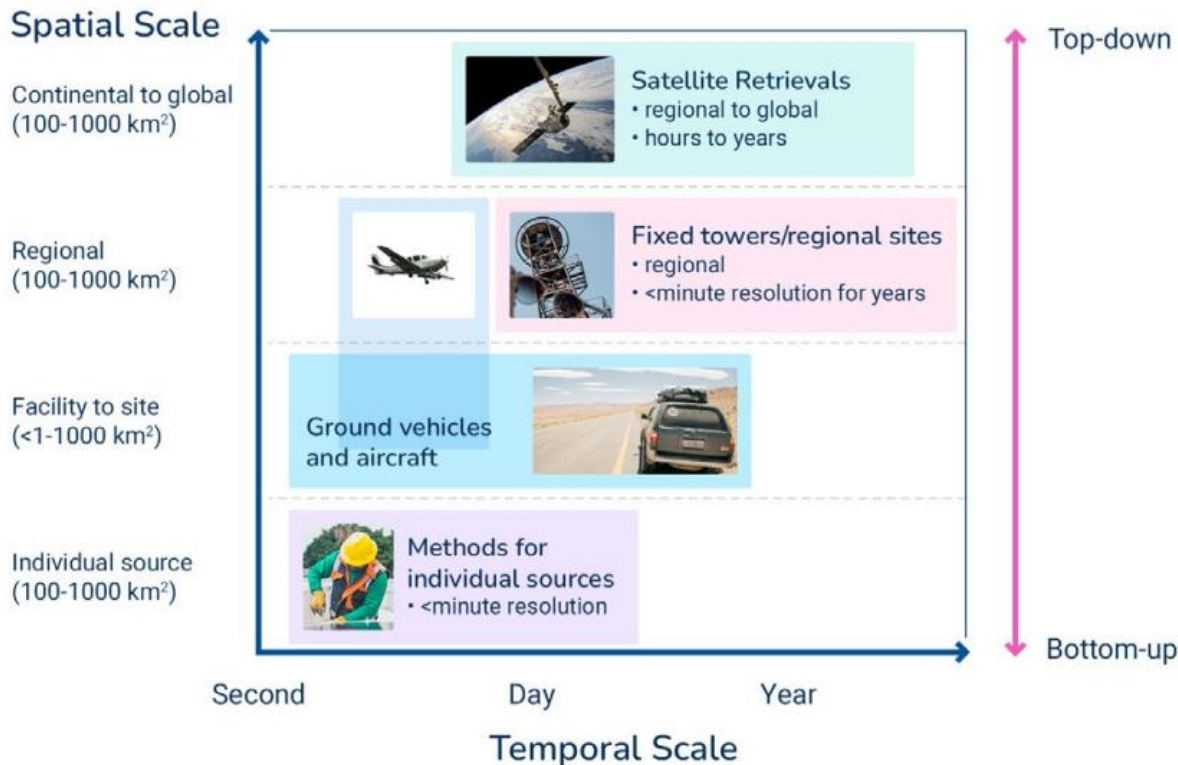 Spatial Scale
Top-down
Continental to global
(100-1000 km²)
Satellite Retrievals
• regional to global
• hours to years
Regional
(100-1000 km²)
Fixed towers/regional sites
• regional
• <minute resolution for years
Facility to site
(<1-1000 km²)
Ground vehicles
and aircraft
Individual source
(100-1000 km²)
Methods for
individual sources
• <minute resolution
Bottom-up
Second
Day
Year
Temporal Scale